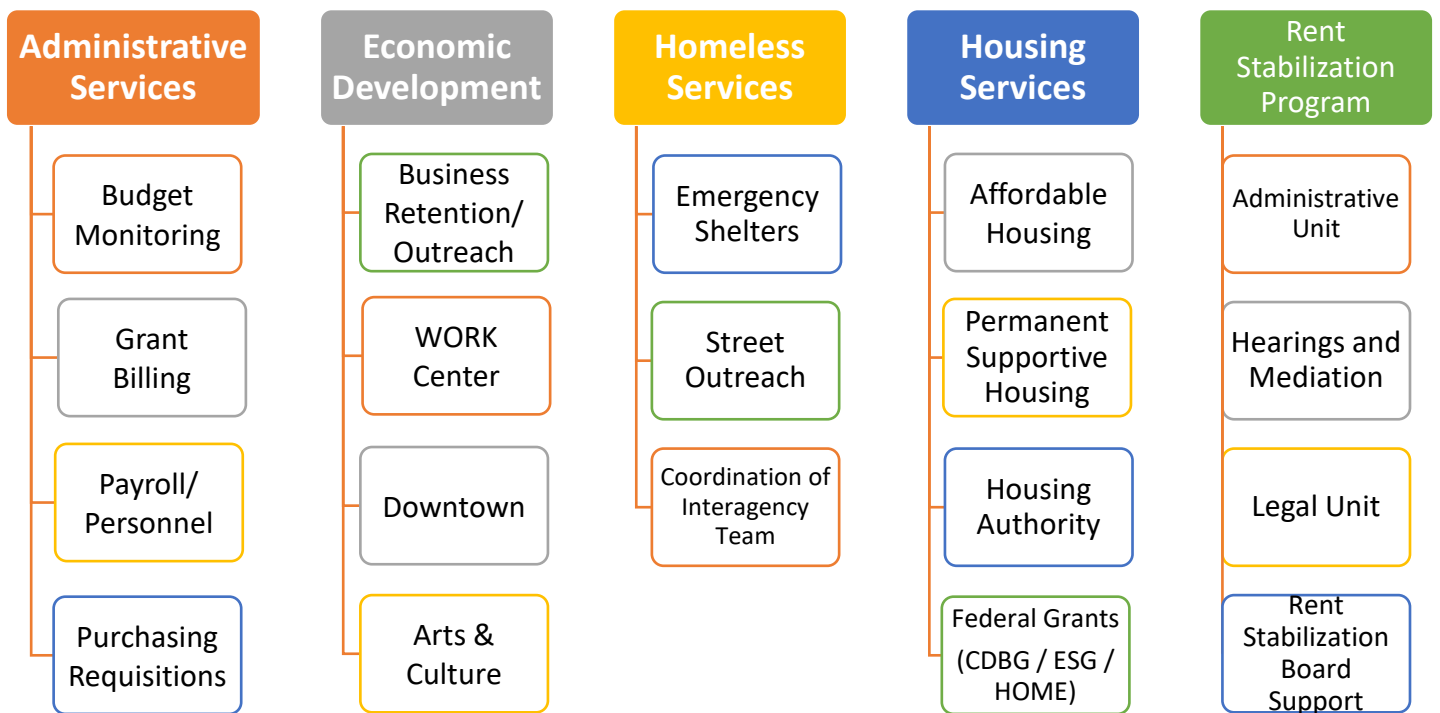 Administrative
Services
Budget
Monitoring
Grant
Billing
Payroll/
Personnel
Purchasing
Requisitions
Economic
Development
Business
Retention/
Outreach
WORK
Center
Downtown
Arts &
Culture
Homeless
Services
Emergency
Shelters
Street
Outreach
Coordination of
Interagency
Team
Housing
Services
Affordable
Housing
Permanent
Supportive
Housing
Housing
Authority
Federal Grants
(CDBG / ESG /
HOME)
Rent
Stabilization
Program
Administrative
Unit
Hearings and
Mediation
Legal Unit
Rent
Stabilization
Board
Support